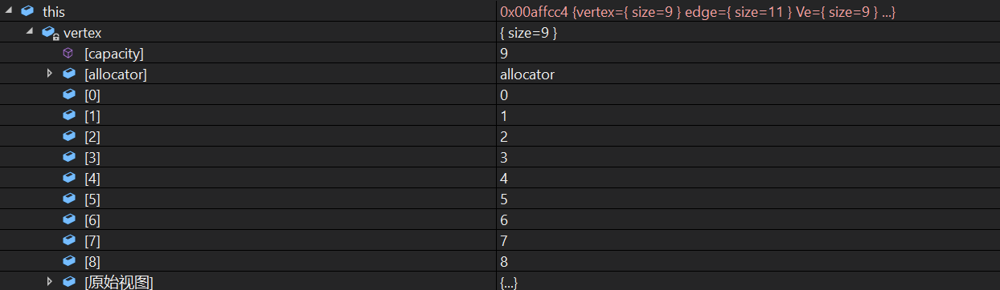 this 0x00affcc4 {vertex={ size=9 } edge={ size=11 } Ve={ size=9 } ...}
vertex { size=9 }
[capacity] 9
[allocator] allocator
[0] 0
[1] 1
[2] 2
[3] 3
[4] 4
[5] 5
[6] 6
[7] 7
[8] 8
[原始视图] {...}